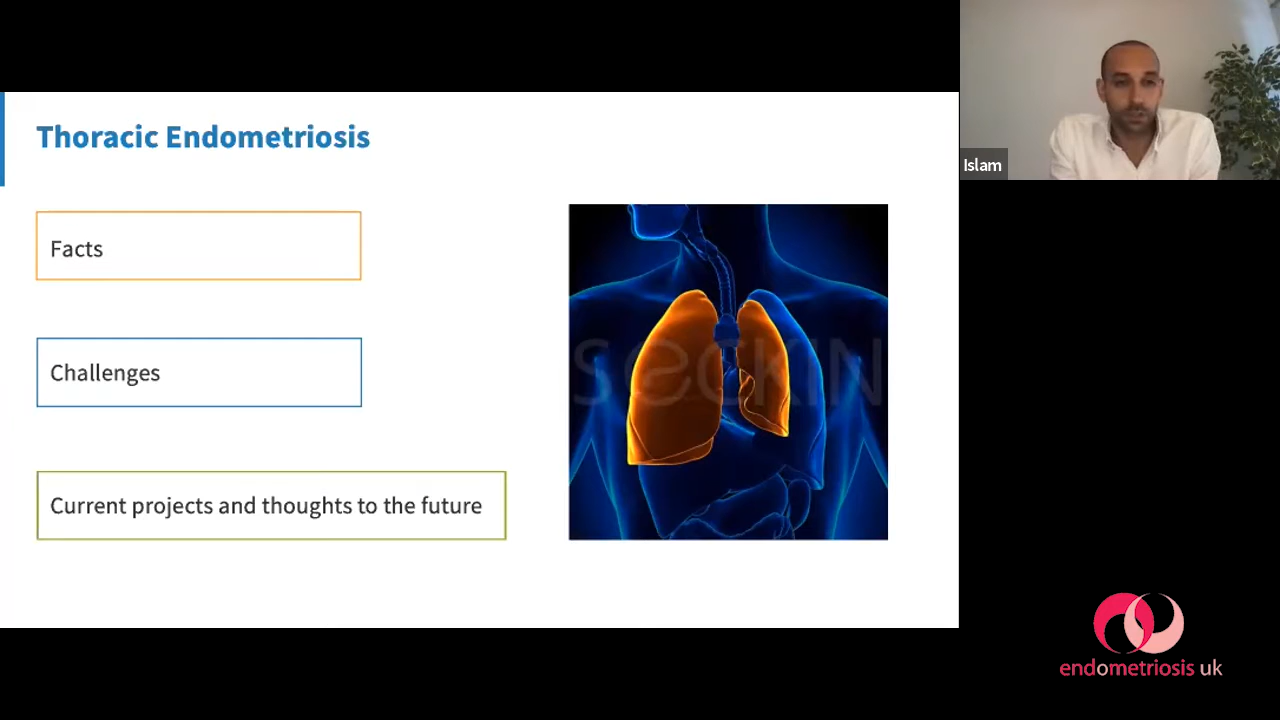 Thoracic Endometriosis
Facts
Challenges
Current projects and thoughts to the future
Islam
endometriosis uk